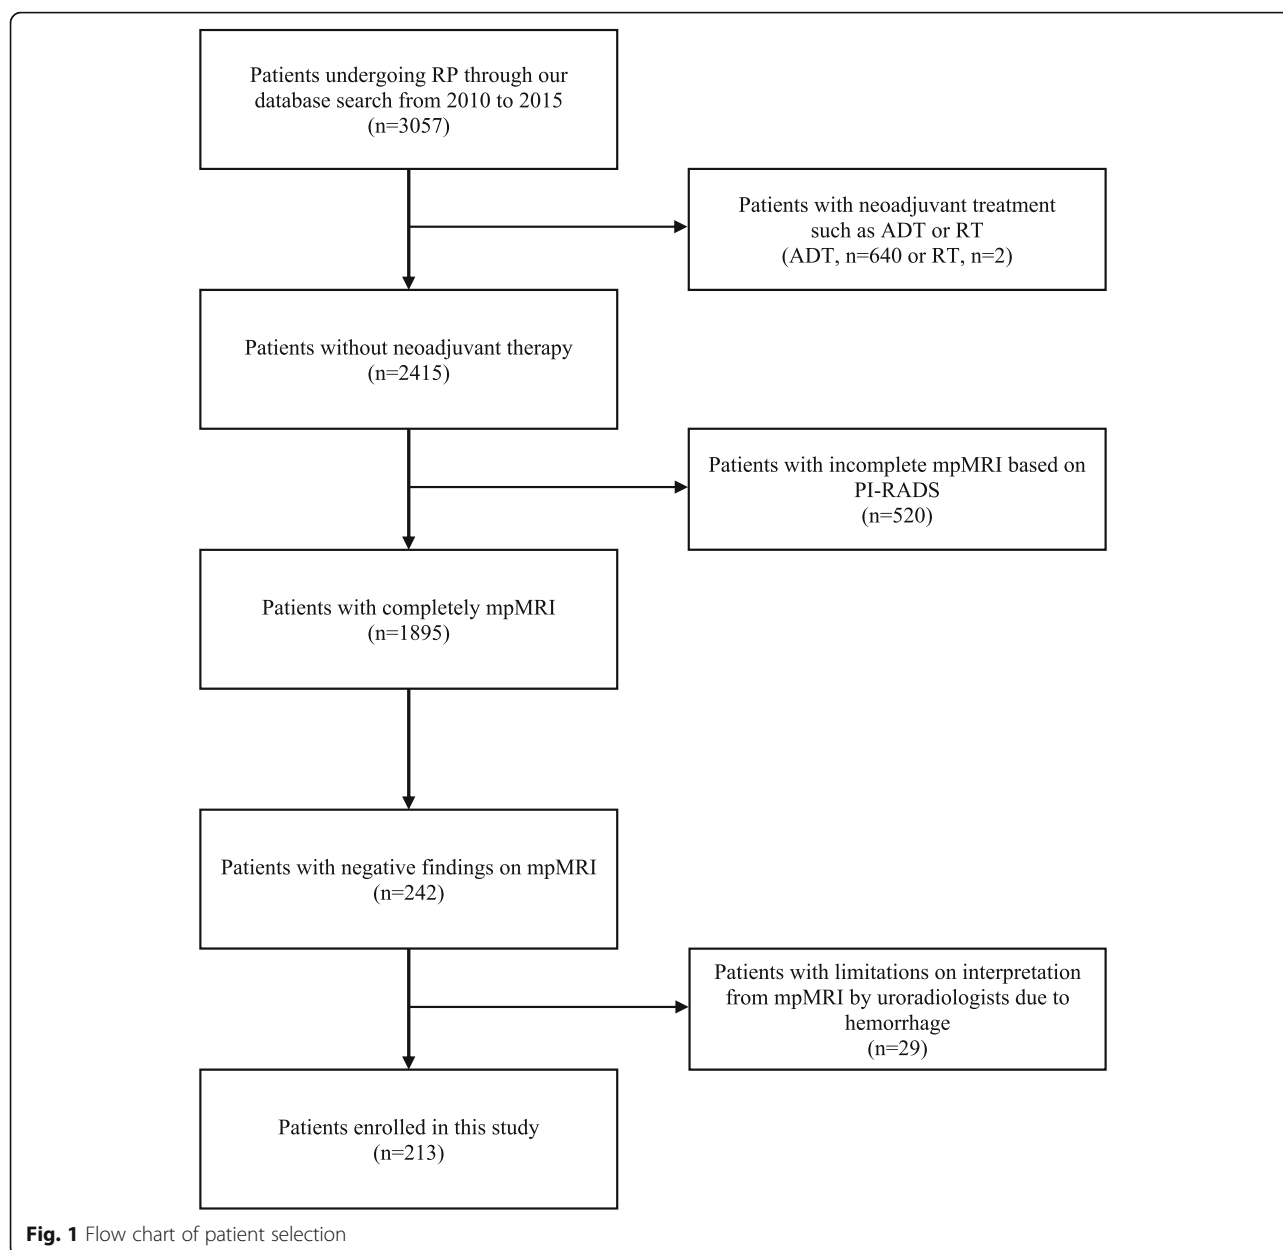 Patients undergoing RP through our
database search from 2010 to 2015
(n=3057)
Patients with neoadjuvant treatment
such as ADT or RT
(ADT, n=640 or RT, n=2)
Patients without neoadjuvant therapy
(n=2415)
Patients with incomplete mpMRI based on
PI-RADS
(n=520)
Patients with completely mpMRI
(n=1895)
Patients with negative findings on mpMRI
(n=242)
Patients with limitations on interpretation
from mpMRI by uroradiologists due to
hemorrhage
(n=29)
Patients enrolled in this study
(n=213)
Fig. 1 Flow chart of patient selection